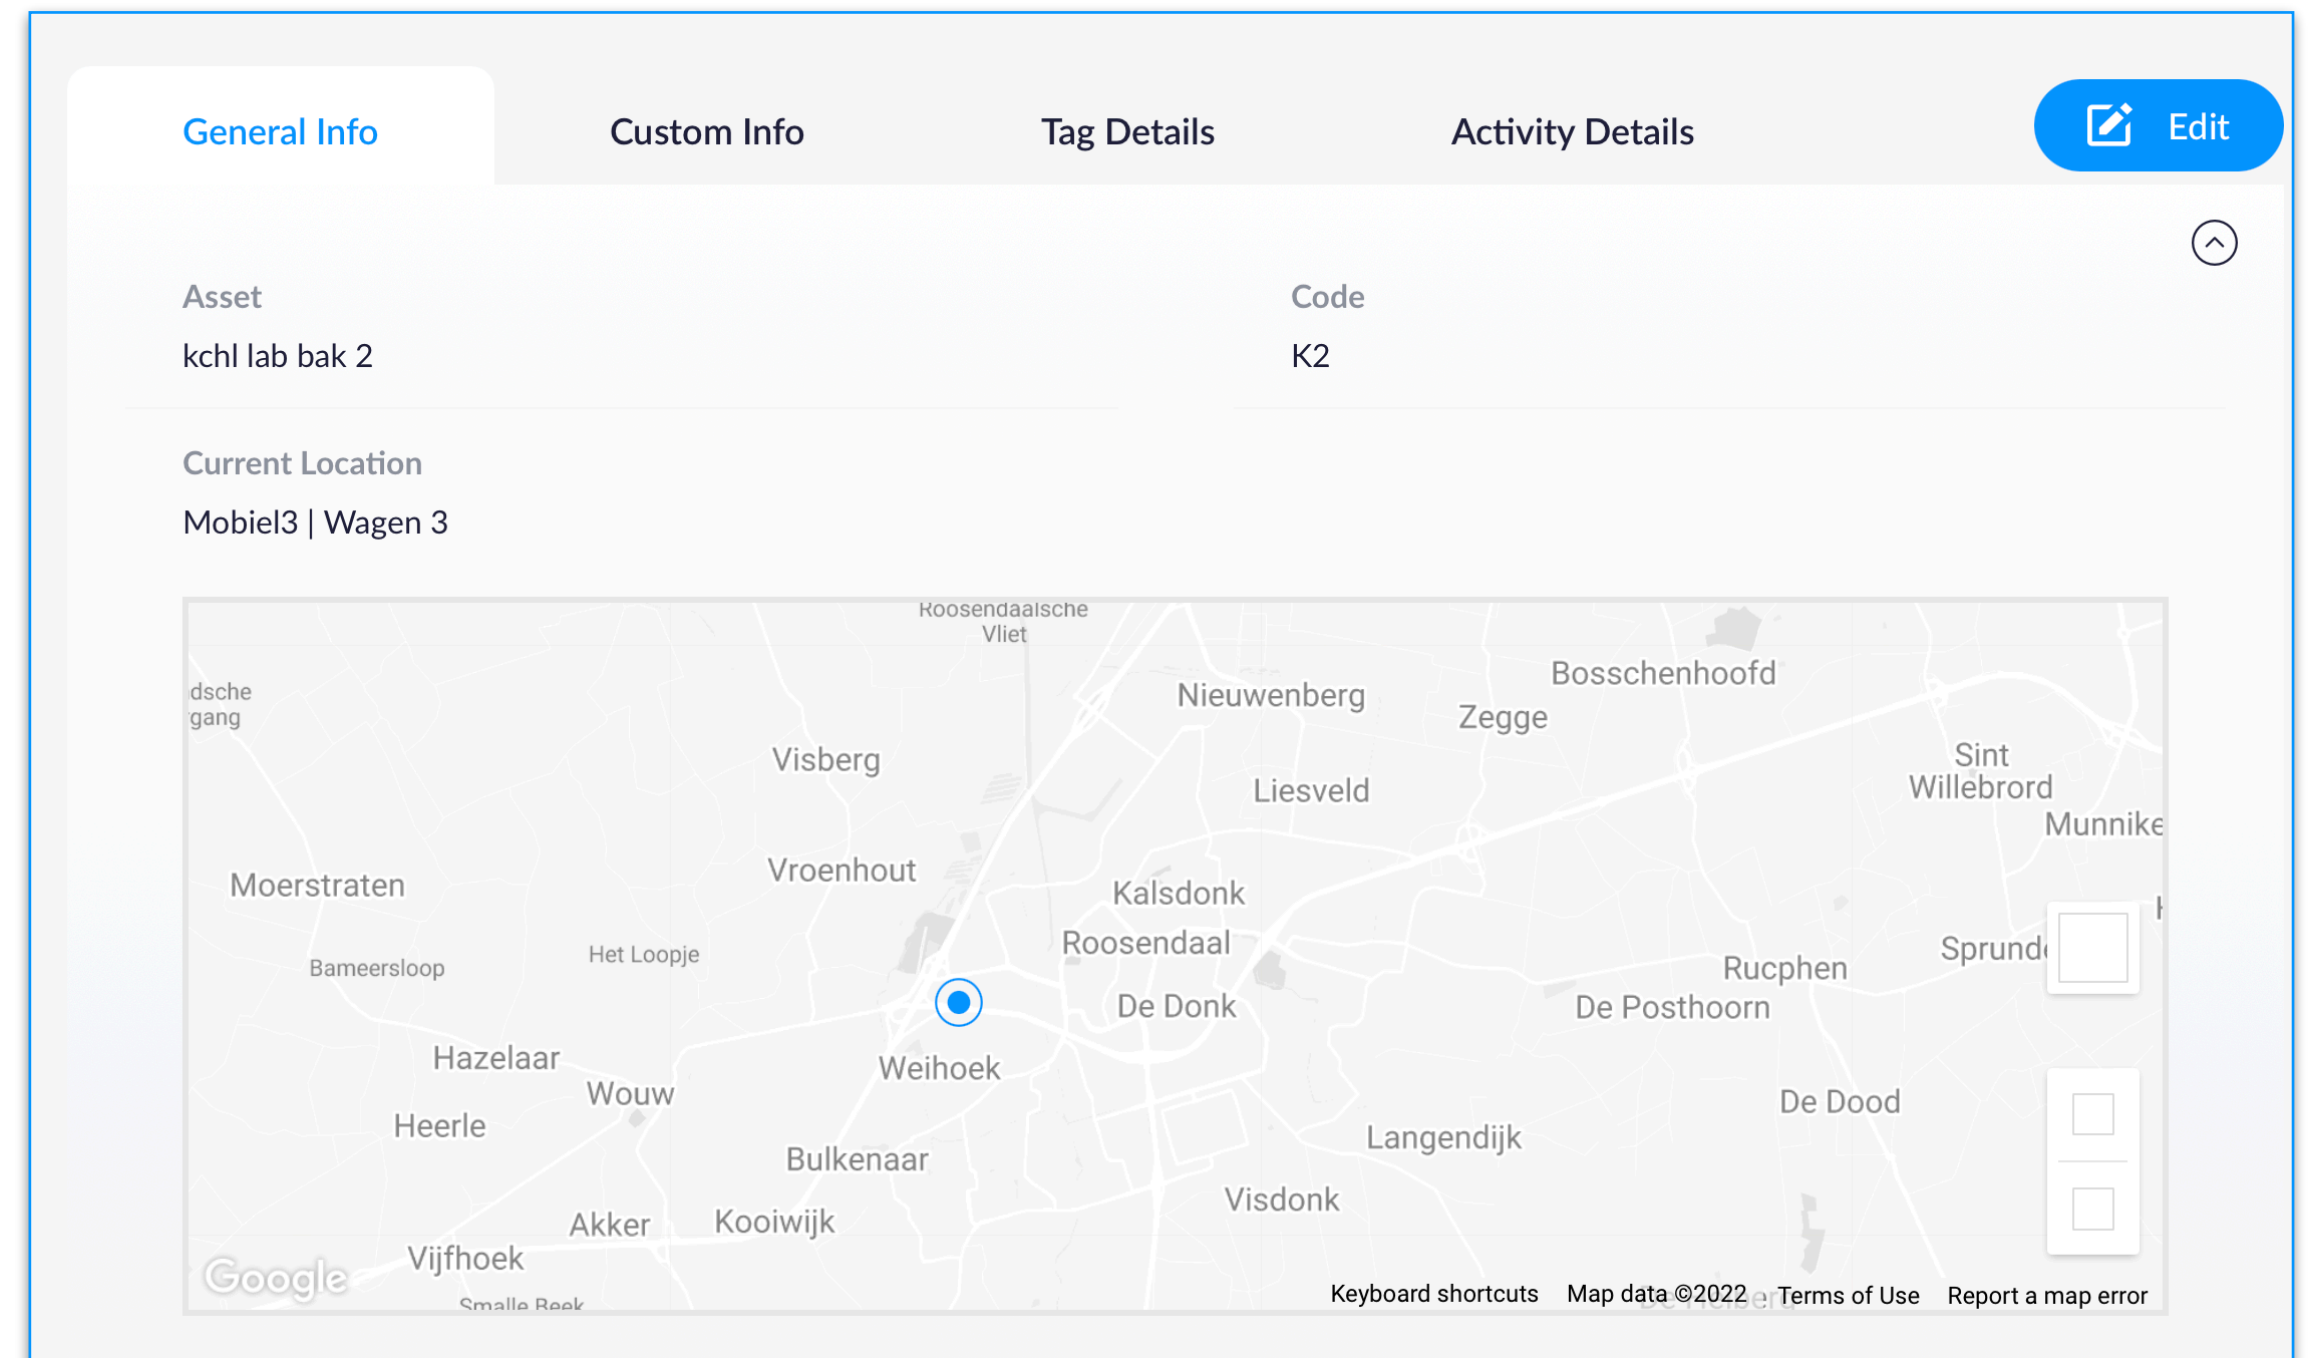 General Info
Custom Info
Tag Details
Activity Details
Edit
Asset
Code
kchl lab bak 2
K2
Current Location
Mobiel3 | Wagen 3
Roosendaalsche
Vliet
Bosschenhoofd
dsche
gang
Nieuwenberg
Zegge
Visberg
Sint
Willebrord
Liesveld
Munnike
Vroenhout
Moerstraten
Kalsdonk
Roosendaal
Sprunde
Het Loopje
Bameersloop
Rucphen
De Donk
De Posthoorn
Hazelaar
Weihoek
Wouw
De Dood
Heerle
Langendijk
Bulkenaar
Visdonk
Akker
Kooiwijk
Vijfhoek
Google
Smalle Beek
Keyboard shortcuts
Map data ©2022
Terms of Use
Report a map error